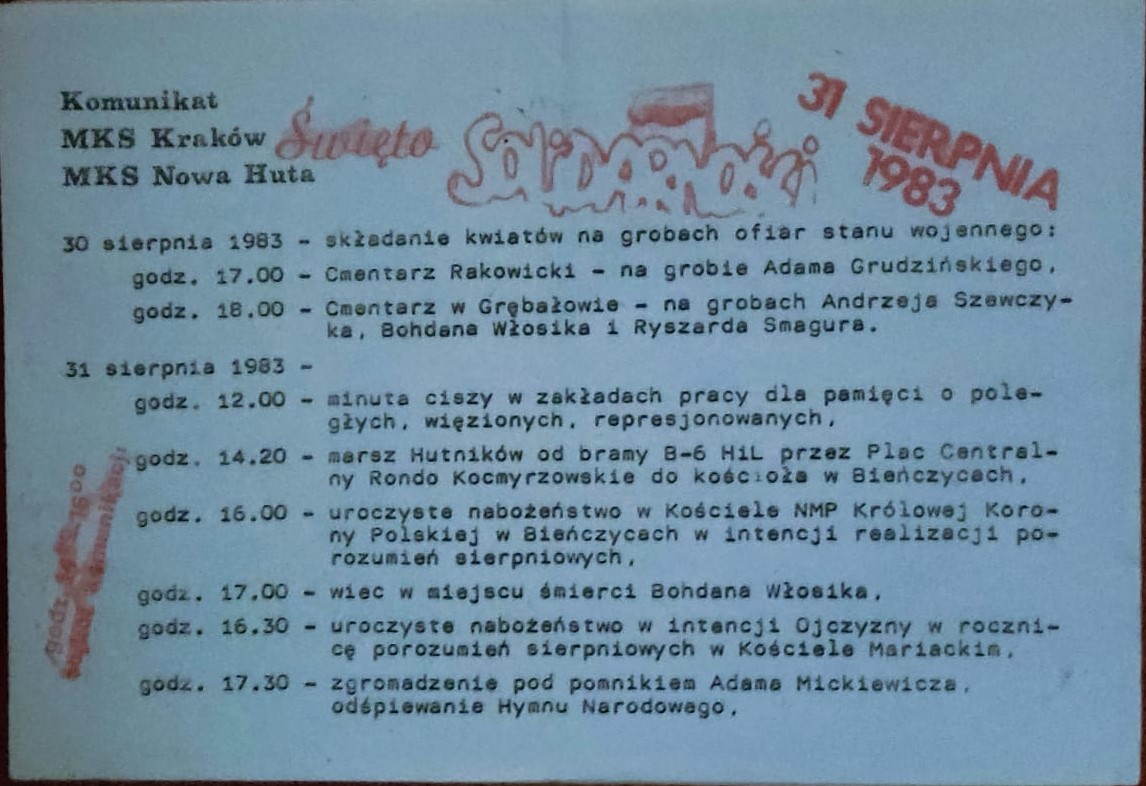 Komunikat
MKS Kraków
MKS Nowa Huta
Święto Solidarności
31 SIERPNIA
1983
30 sierpnia 1983 - składanie kwiatów na grobach ofiar stanu wojennego:
godz. 17.00 - Cmentarz Rakowicki - na grobie Adama Grudzińskiego,
godz. 18.00 - Cmentarz w Grębałowie - na grobach Andrzeja Szewczy-
ka, Bohdana Włosika i Ryszarda Smagura.
31 sierpnia 1983 -
godz. 12.00 - minuta ciszy w zakładach pracy dla pamięci o pole-
głych, więzionych, represjonowanych,
godz. 14.20 - marsz Hutników od bramy B-6 HiL przez Plac Central-
ny Rondo Kocmyrzowskie do kościoła w Bieńczycach,
godz. 16.00 - uroczyste nabożeństwo w Kościele NMP Królowej Koro-
ny Polskiej w Bieńczycach w intencji realizacji po-
rozumień sierpniowych,
godz. 17.00 - wiec w miejscu śmierci Bohdana Włosika,
godz. 16.30 - uroczyste nabożeństwo w intencji Ojczyzny w roczni-
cę porozumień sierpniowych w Kościele Mariackim,
godz. 17.30 - zgromadzenie pod pomnikiem Adama Mickiewicza,
odśpiewanie Hymnu Narodowego,
godz.
komunikacji